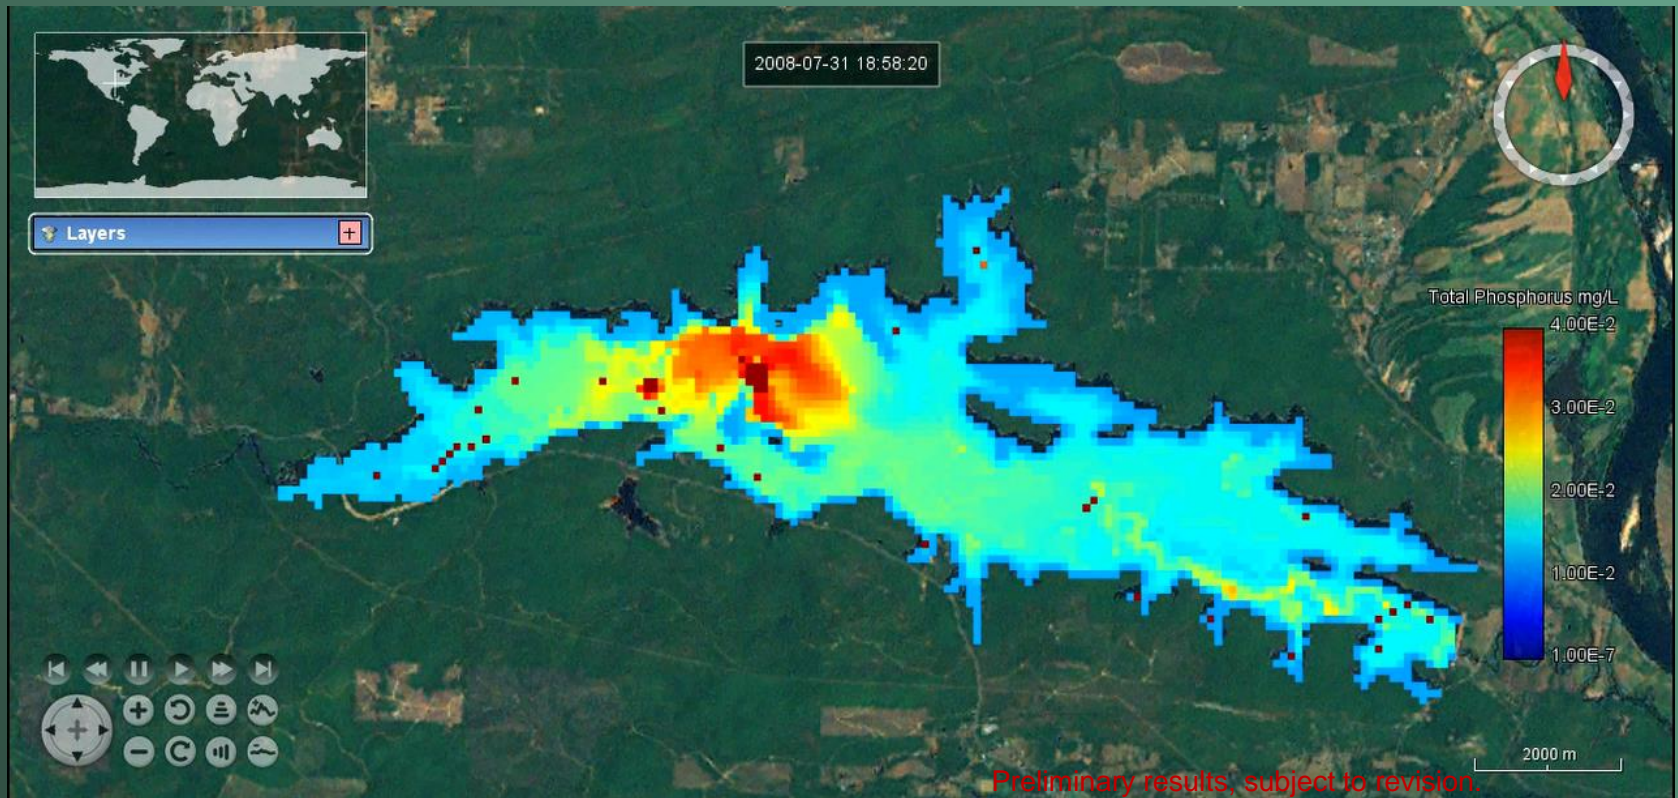 2008-07-31 18:58:20
Layers
Total Phosphorus mg/L
4.00E-2
3.00E-2
2.00E-2
1.00E-2
1.00E-7
2000 m
Preliminary results, subject to revision.